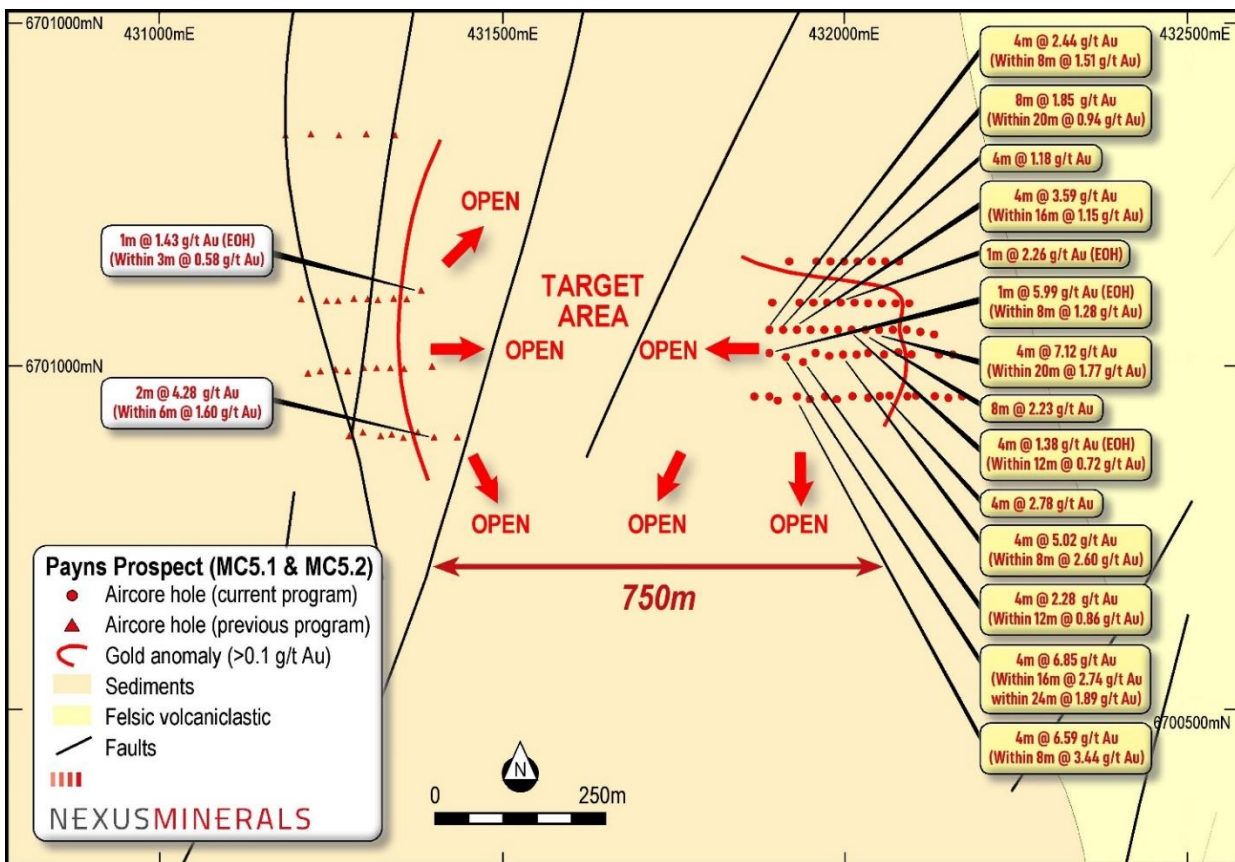 6701000mN
431000mE
431500mE
432000mE
432500mE
4m @ 2.44 g/t Au
(Within 8m @ 1.51 g/t Au)
8m @ 1.85 g/t Au
(Within 20m @ 0.94 g/t Au)
4m @ 1.18 g/t Au
4m @ 3.59 g/t Au
(Within 16m @ 1.15 g/t Au)
1m @ 2.26 g/t Au (EOH)
1m @ 5.99 g/t Au (EOH)
(Within 8m @ 1.28 g/t Au)
4m @ 7.12 g/t Au
(Within 20m @ 1.77 g/t Au)
8m @ 2.23 g/t Au
4m @ 1.38 g/t Au (EOH)
(Within 12m @ 0.72 g/t Au)
4m @ 2.78 g/t Au
4m @ 5.02 g/t Au
(Within 8m @ 2.60 g/t Au)
4m @ 2.28 g/t Au
(Within 12m @ 0.86 g/t Au)
4m @ 6.85 g/t Au
(Within 16m @ 2.74 g/t Au
within 24m @ 1.89 g/t Au)
4m @ 6.59 g/t Au
(Within 8m @ 3.44 g/t Au)
1m @ 1.43 g/t Au (EOH)
(Within 3m @ 0.58 g/t Au)
OPEN
TARGET
AREA
OPEN
OPEN
6701000mN
2m @ 4.28 g/t Au
(Within 6m @ 1.60 g/t Au)
OPEN
OPEN
OPEN
750m
6700500mN
Payns Prospect (MC5.1 & MC5.2)
Aircore hole (current program)
Aircore hole (previous program)
Gold anomaly (>0.1 g/t Au)
Sediments
Felsic volcaniclastic
Faults
NEXUSMINERALS
N
0 250m